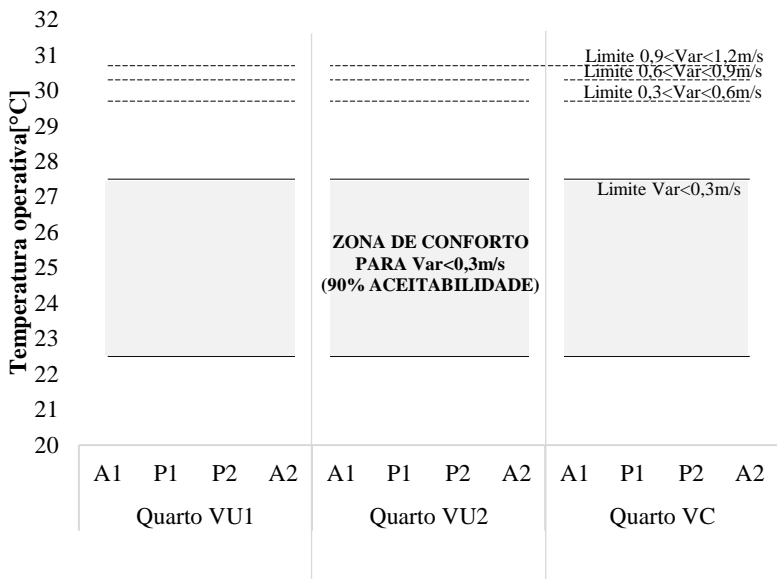 Temperatura operativa[°C]
32
31
30
29
28
27
26
25
24
23
22
21
20
Limite 0,9<Var<1,2m/s
Limite 0,6<Var<0,9m/s
Limite 0,3<Var<0,6m/s
Limite Var<0,3m/s
ZONA DE CONFORTO
PARA Var<0,3m/s
(90% ACEITABILIDADE)
A1 P1 P2 A2 A1 P1 P2 A2 A1 P1 P2 A2
Quarto VU1 Quarto VU2 Quarto VC